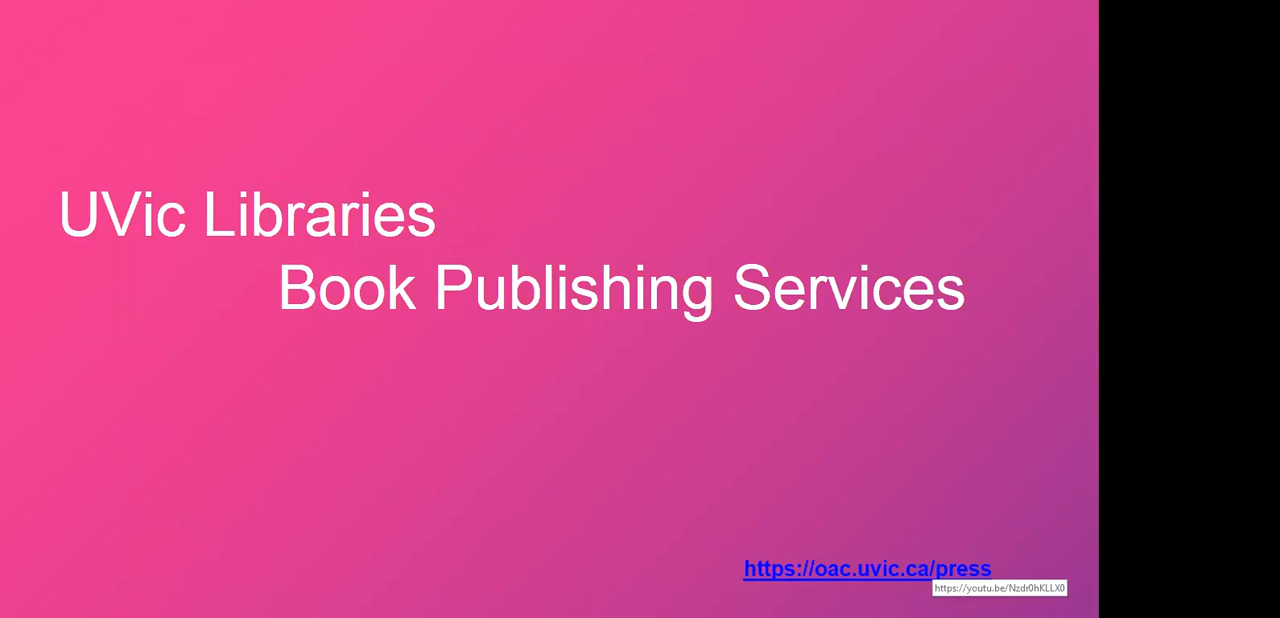 UVic Libraries
Book Publishing Services
https://oac.uvic.ca/press
https://youtu.be/Nzdr0hKLLX0